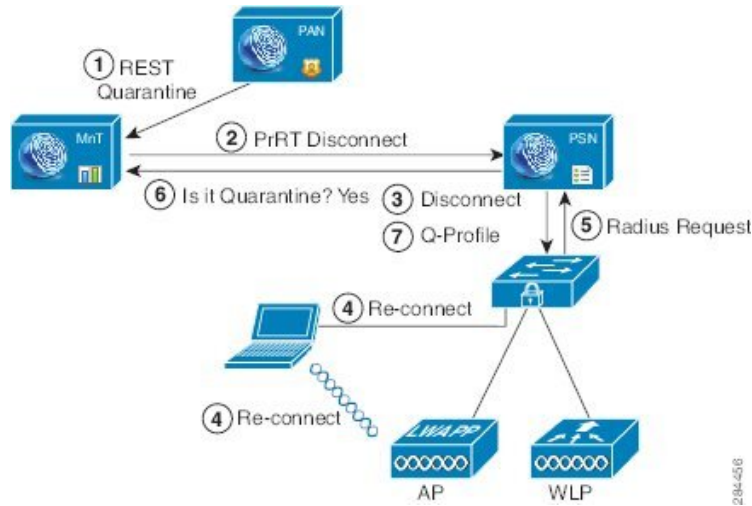 PAN
1 REST
Quarantine
MnT
2 PrRT Disconnect
PSN
6 Is it Quarantine? Yes
3 Disconnect
7 Q-Profile
5 Radius Request
4 Re-connect
4 Re-connect
LWAPP
AP
WLP
284456